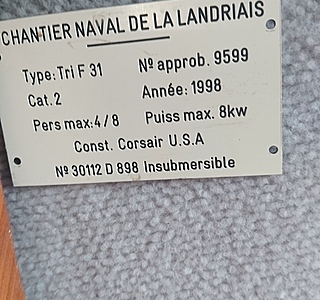 CHANTIER NAVAL DE LA LANDRIAIS
Type: Tri F 31 Nº approb. 9599
Cat. 2 Année: 1998
Pers max: 4/8 Puiss max. 8kw
Const. Corsair U.S.A
Nº 30112 D 898 Insubmersible